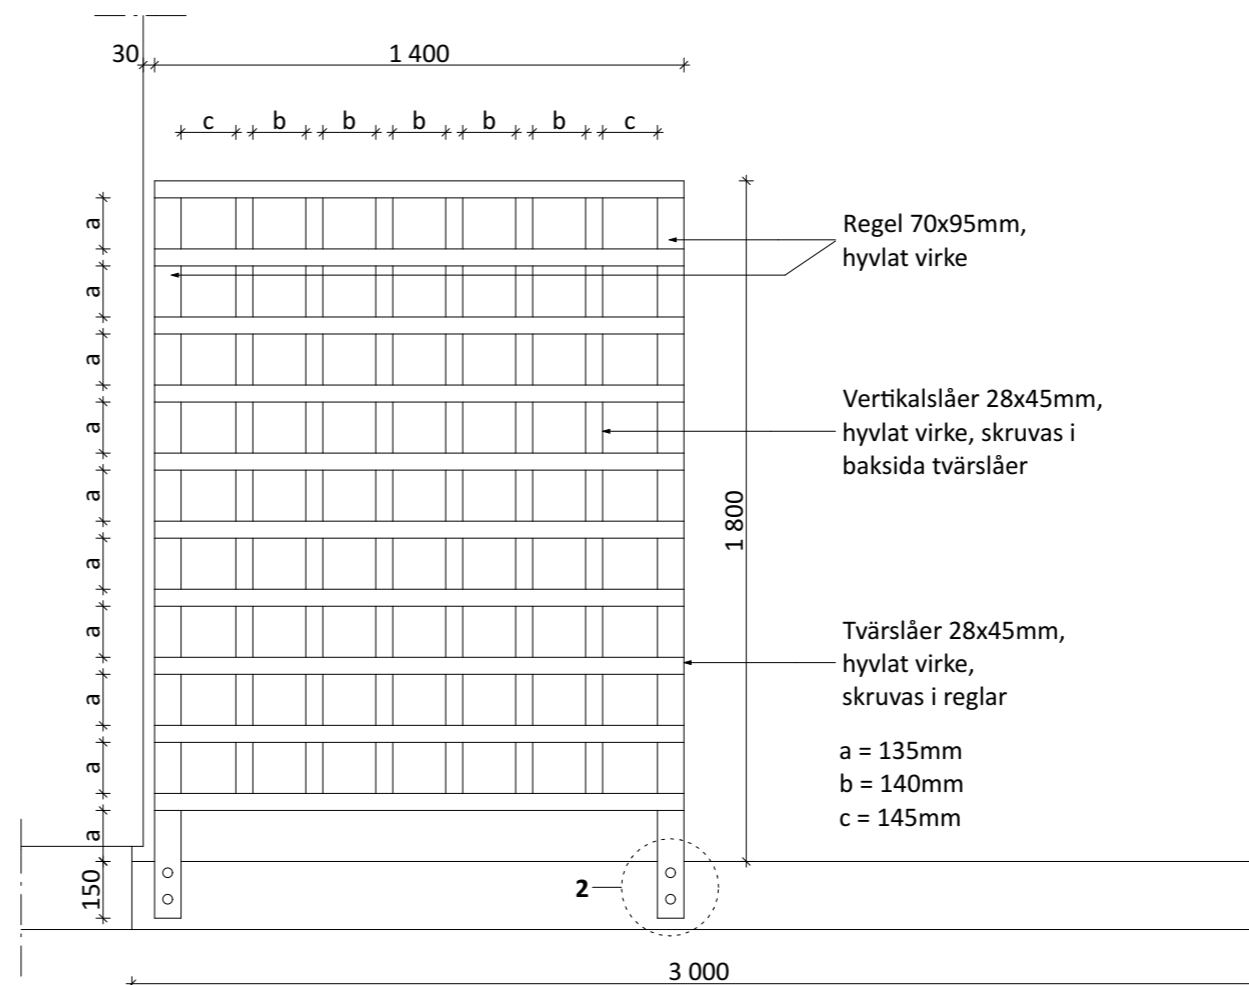 30
1 400
c b b b b b c
a
a
a
a
a
a
a
a
a
a
150
1 800
Regel 70x95mm,
hyvlat virke
Vertikalslåer 28x45mm,
hyvlat virke, skruvas i
baksida tvärslåer
Tvärslåer 28x45mm,
hyvlat virke,
skruvas i reglar
a = 135mm
b = 140mm
c = 145mm
2
3 000